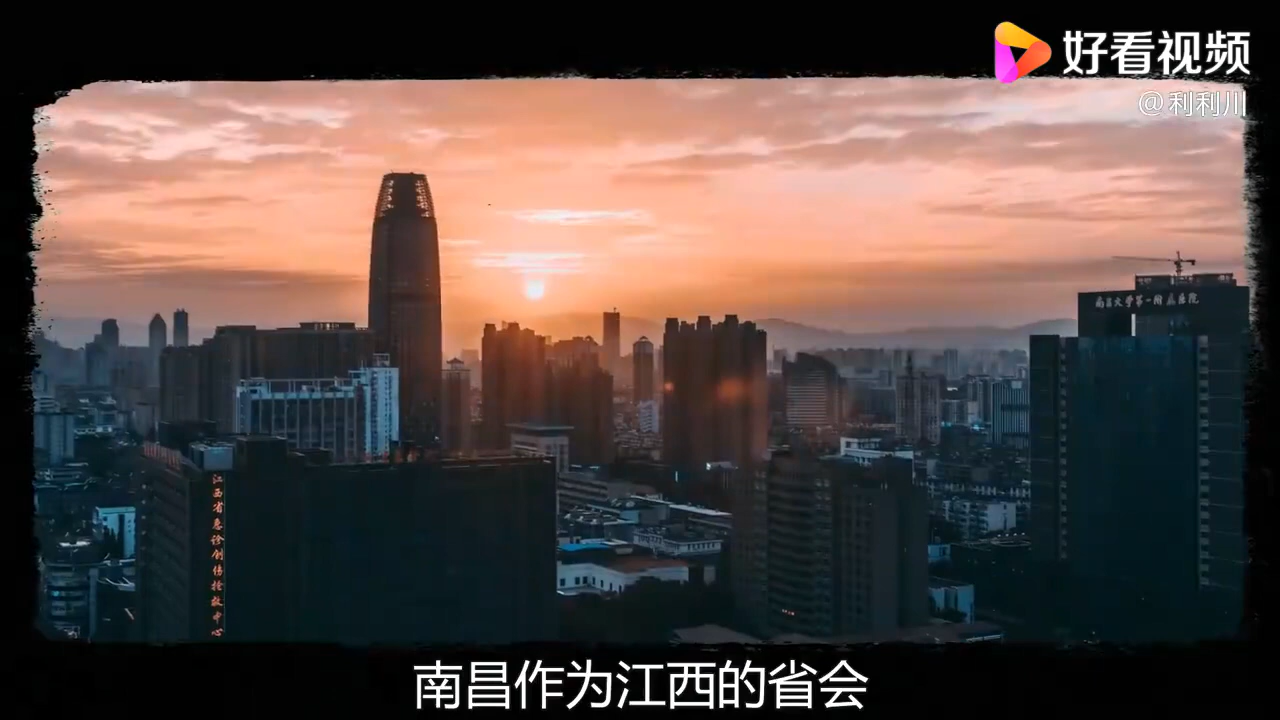 好看视频
@利利川
南昌大学第一附属医院
江西省急诊创伤抢救中心
南昌作为江西的省会